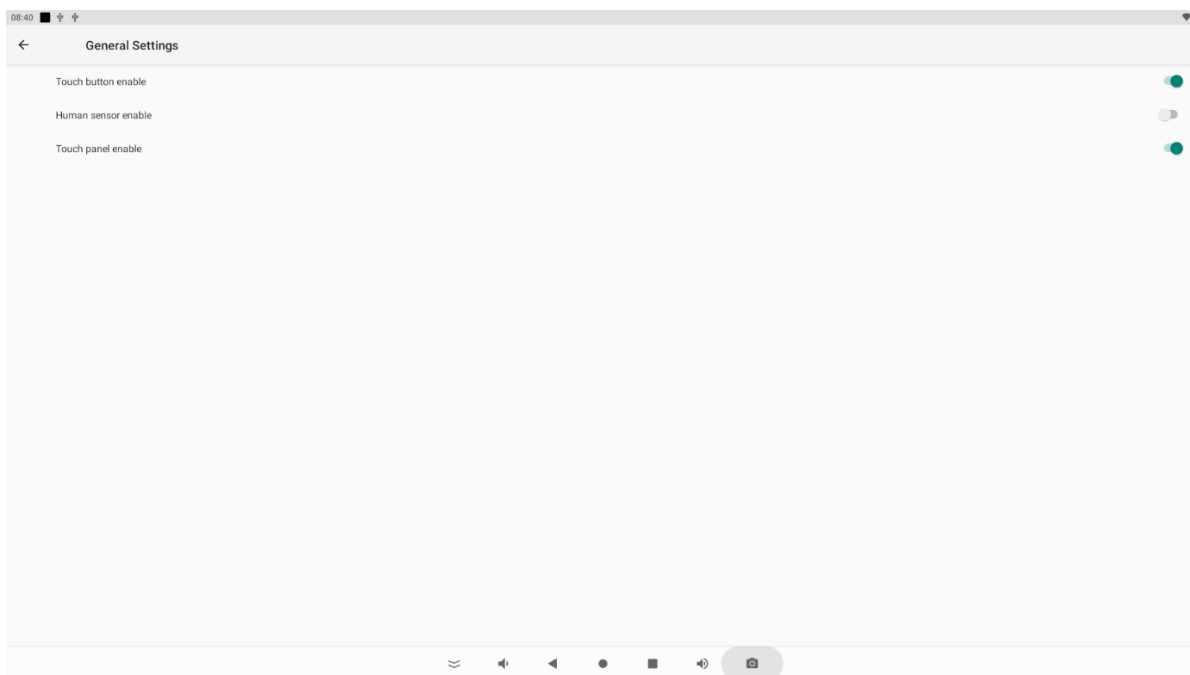 08:40
General Settings
Touch button enable
Human sensor enable
Touch panel enable